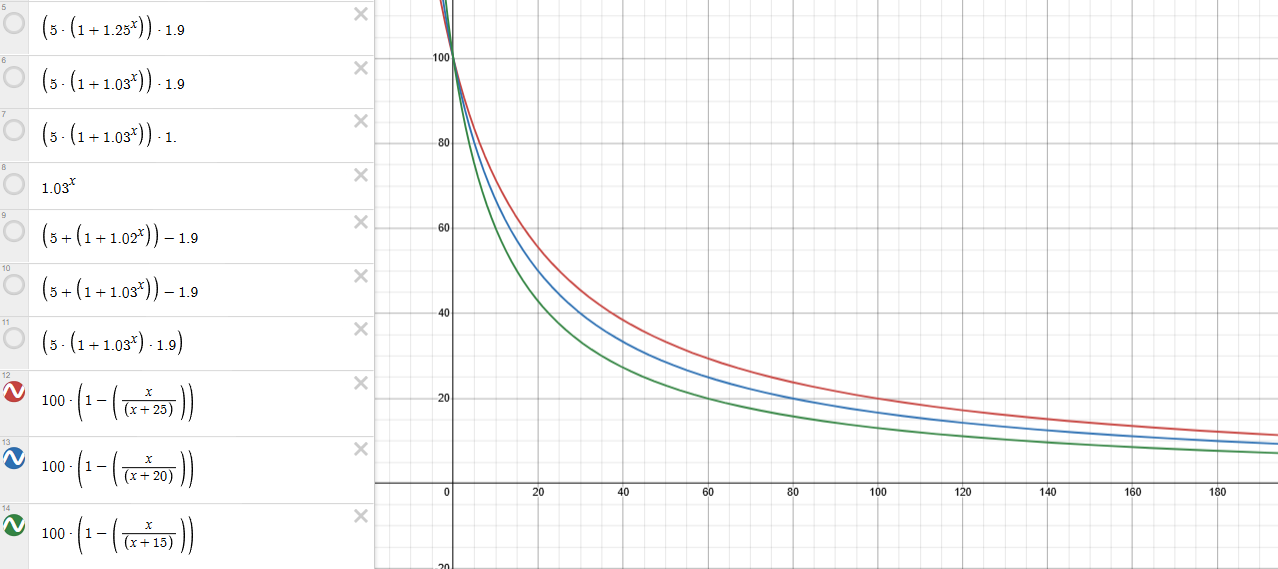 5
(5 · (1 + 1.25^x)) · 1.9
6
(5 · (1 + 1.03^x)) · 1.9
7
(5 · (1 + 1.03^x)) · 1.
8
1.03^x
9
(5 + (1 + 1.02^x)) − 1.9
10
(5 + (1 + 1.03^x)) − 1.9
11
(5 · (1 + 1.03^x) · 1.9)
12
100 · (1 − (x/(x + 25)))
13
100 · (1 − (x/(x + 20)))
14
100 · (1 − (x/(x + 15)))
100
80
60
40
20
0 20 40 60 80 100 120 140 160 180
20